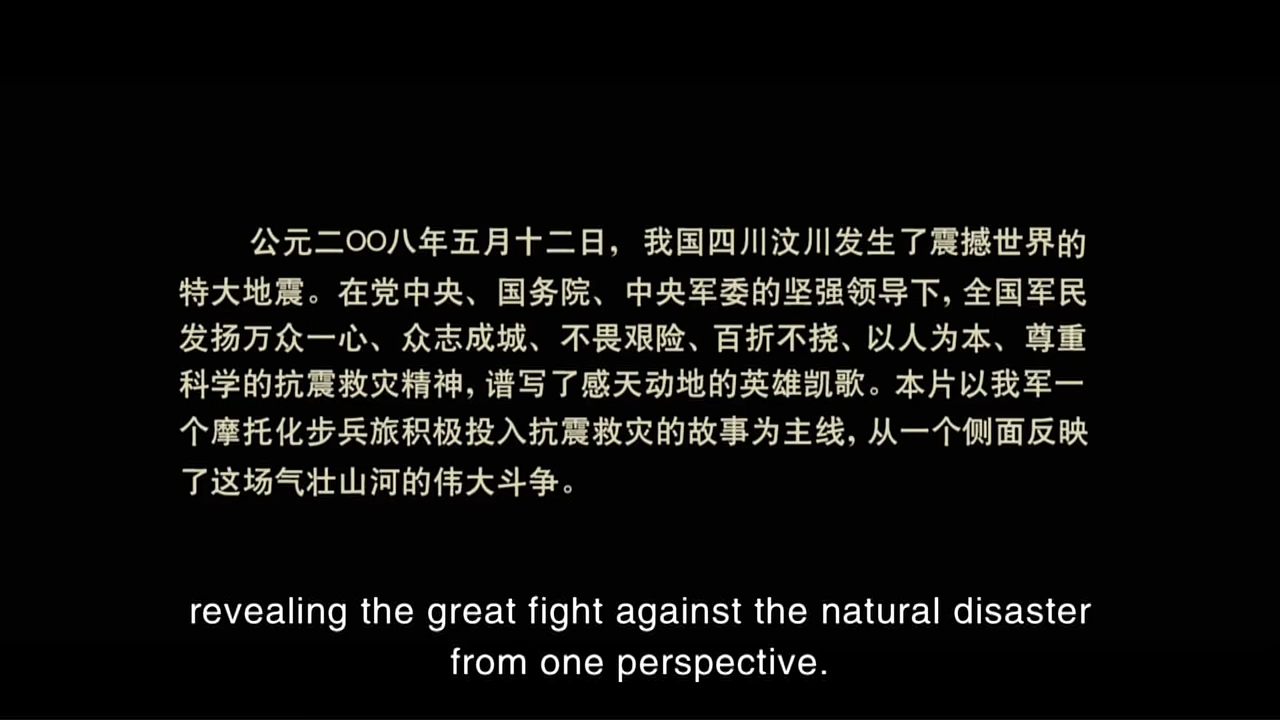 公元二〇〇八年五月十二日，我国四川汶川发生了震撼世界的
特大地震。在党中央、国务院、中央军委的坚强领导下，全国军民
发扬万众一心、众志成城、不畏艰险、百折不挠、以人为本、尊重
科学的抗震救灾精神，谱写了感天动地的英雄凯歌。本片以我军一
个摩托化步兵旅积极投入抗震救灾的故事为主线，从一个侧面反映
了这场气壮山河的伟大斗争。
revealing the great fight against the natural disaster
from one perspective.